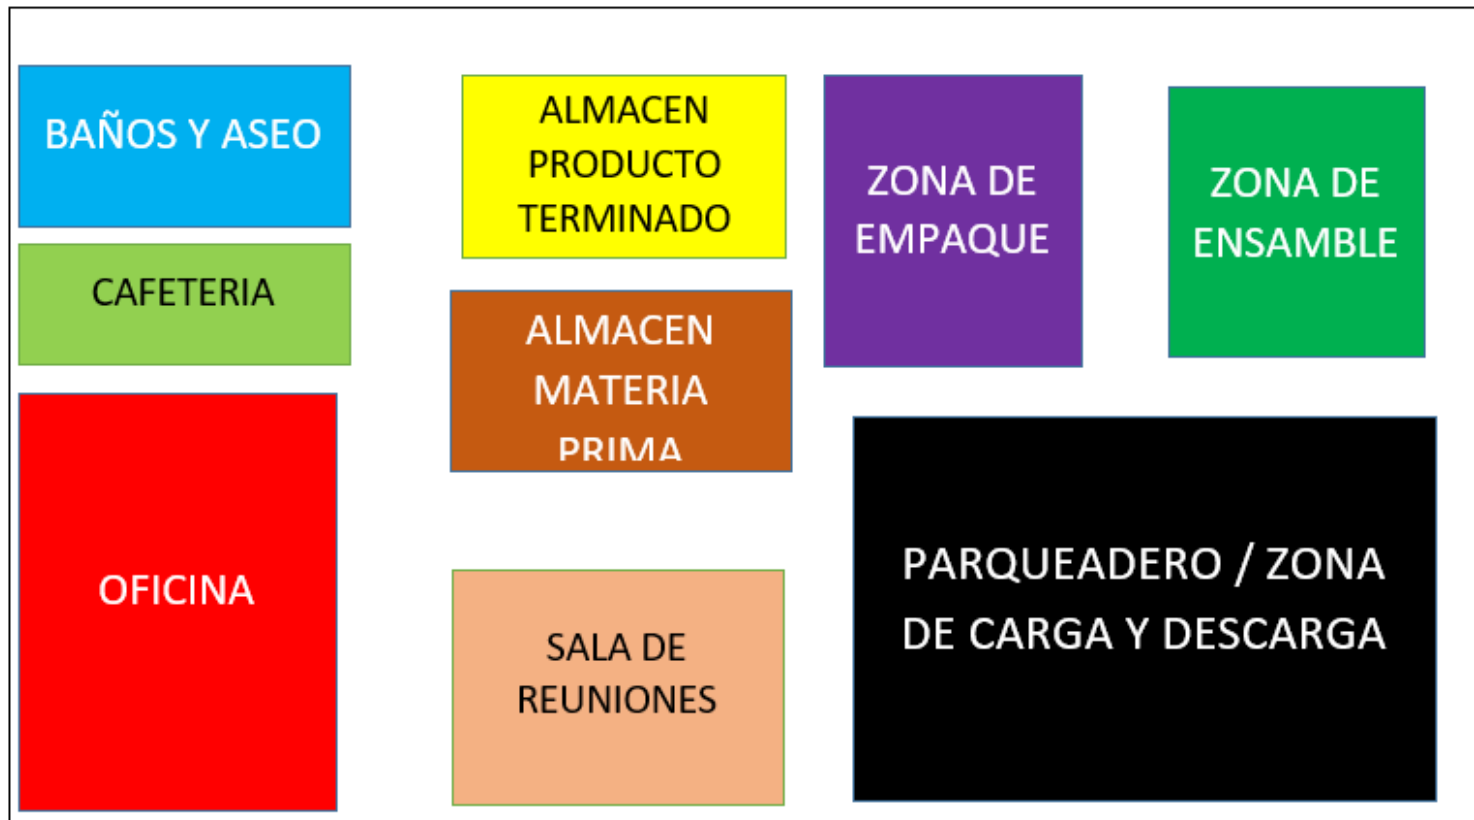 BAÑOS Y ASEO
CAFETERIA
OFICINA
ALMACEN
PRODUCTO
TERMINADO
ALMACEN
MATERIA
PRIMA
SALA DE
REUNIONES
ZONA DE
EMPAQUE
ZONA DE
ENSAMBLE
PARQUEADERO / ZONA
DE CARGA Y DESCARGA